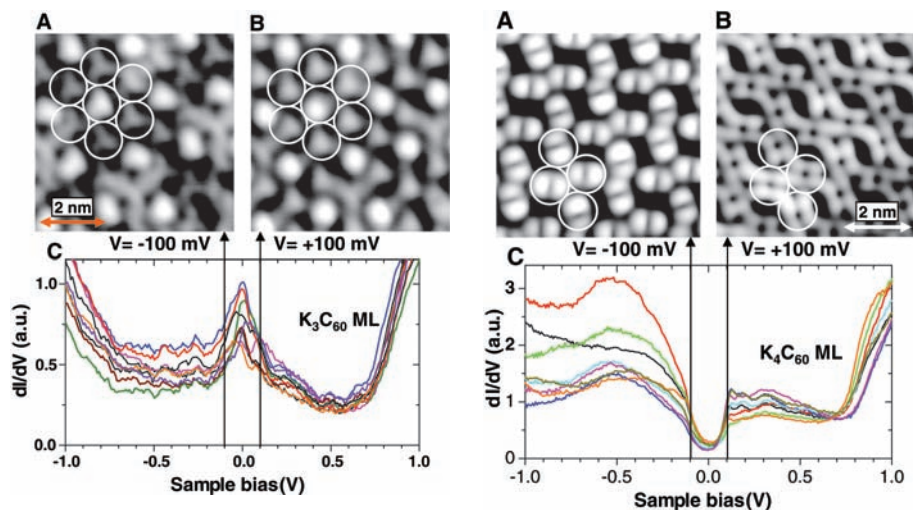 A
B
2 nm
V= -100 mV
V= +100 mV
C
K3C60 ML
dI/dV (a.u.)
1.0
0.5
0.0
-1.0
-0.5
0.0
0.5
1.0
Sample bias(V)
A
B
2 nm
V= -100 mV
V= +100 mV
C
K4C60 ML
dI/dV (a.u.)
3
2
1
0
-1.0
-0.5
0.0
0.5
1.0
Sample bias (V)